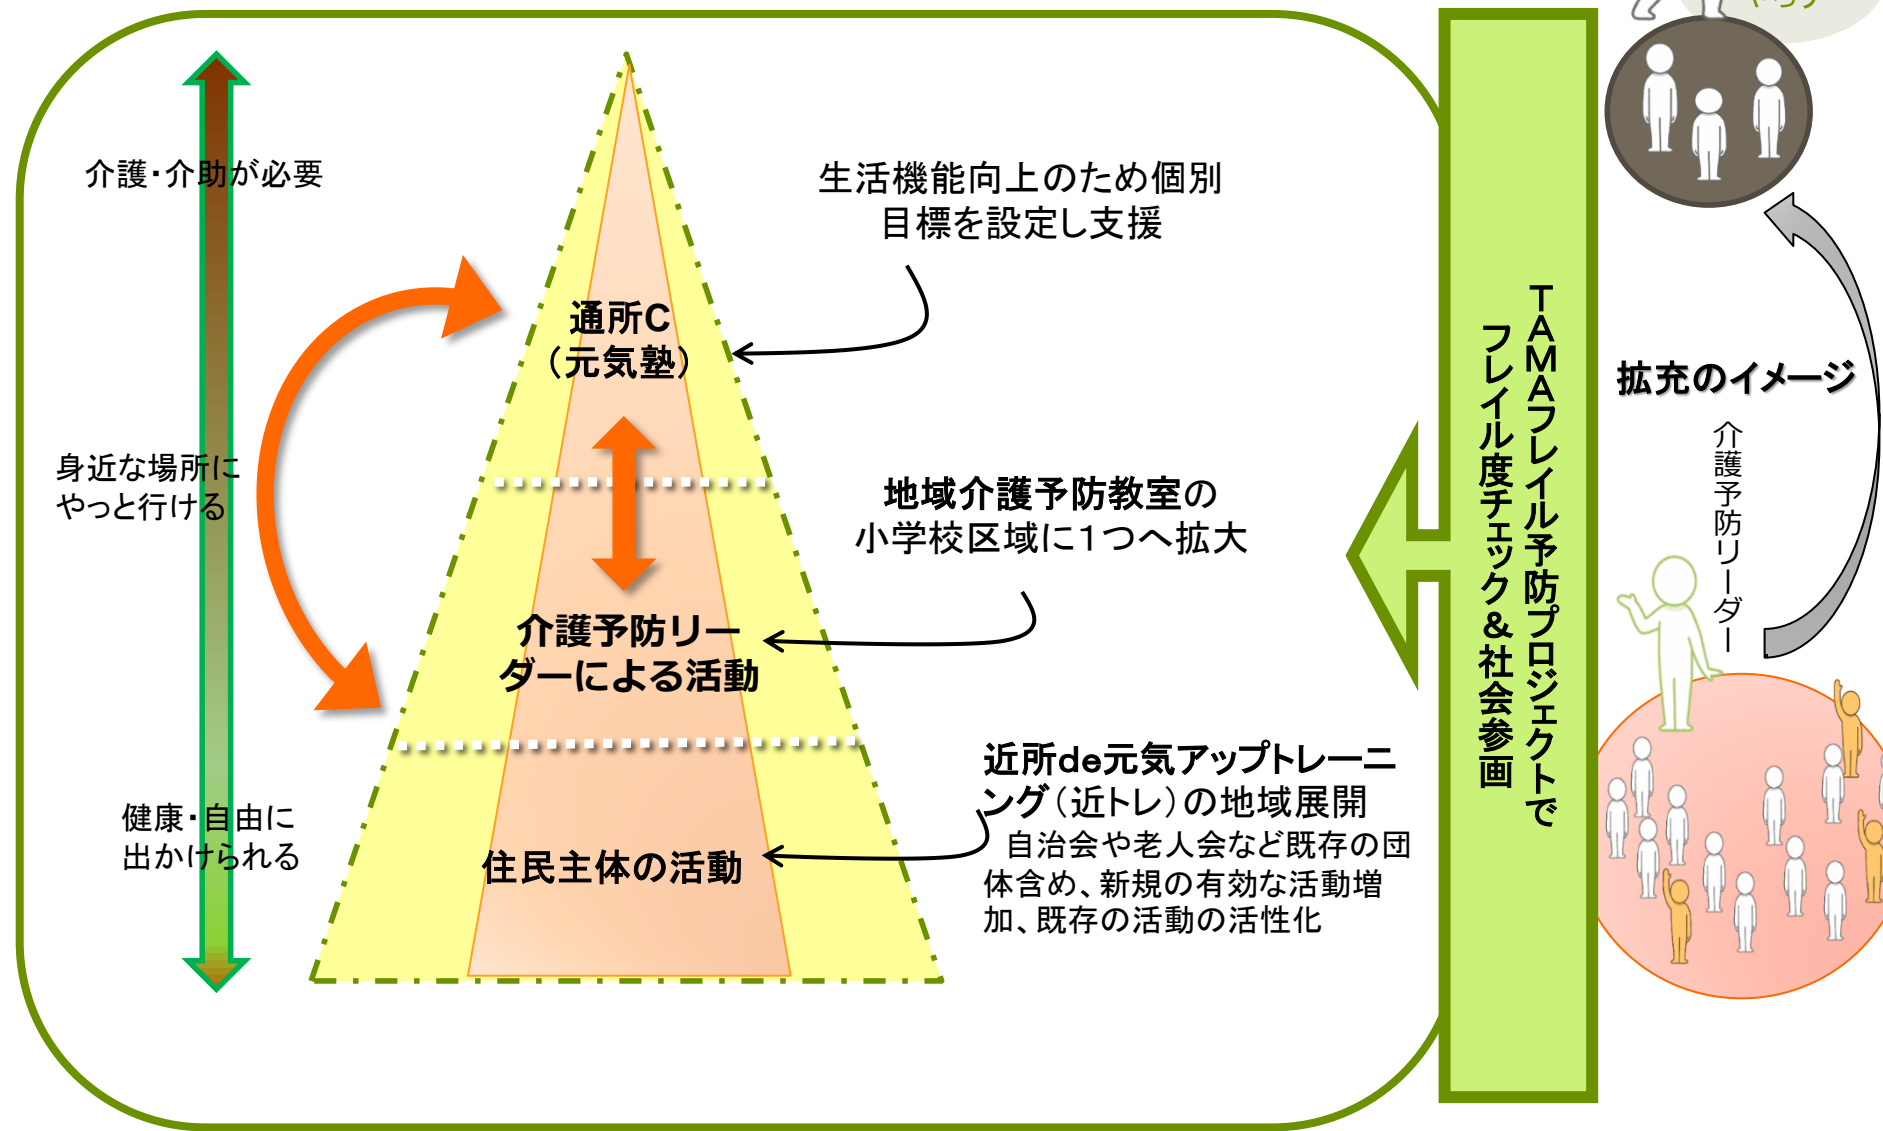 介護・介助が必要
身近な場所に
やっと行ける
健康・自由に
出かけられる
通所C
（元気塾）
介護予防リー
ダーによる活動
住民主体の活動
生活機能向上のため個別
目標を設定し支援
地域介護予防教室の
小学校区域に１つへ拡大
近所de元気アップトレーニ
ング（近トレ）の地域展開
自治会や老人会など既存の団
体含め、新規の有効な活動増
加、既存の活動の活性化
ＴＡＭＡフレイル予防プロジェクトで
フレイル度チェック＆社会参画
拡充のイメージ
介護予防リーダー